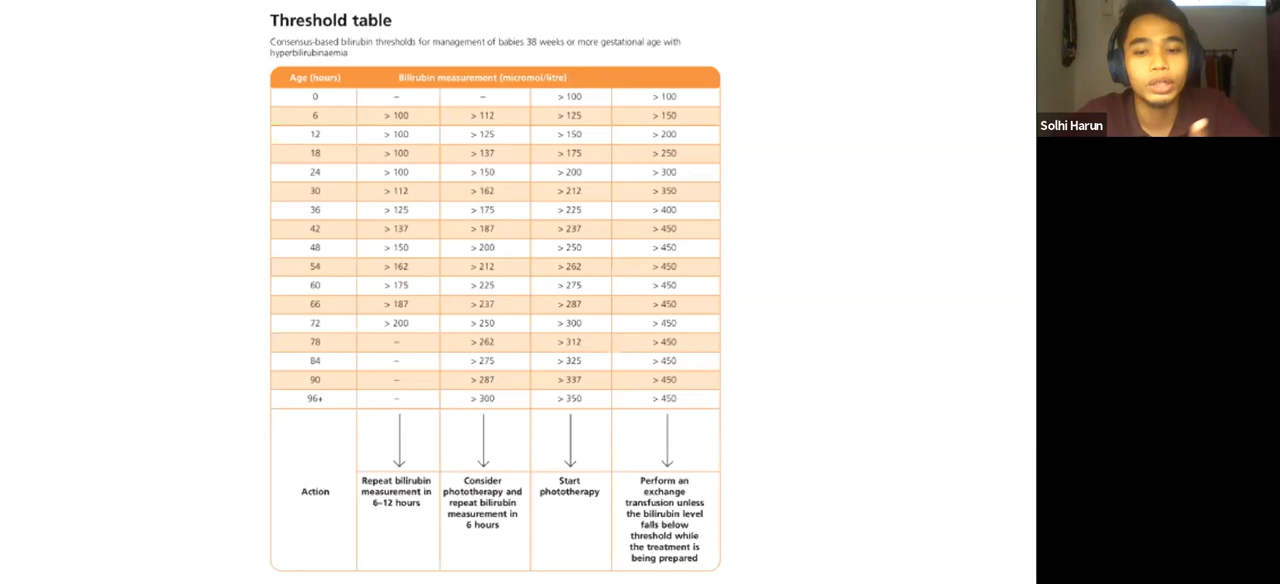 Threshold table
Consensus-based bilirubin thresholds for management of babies 38 weeks or more gestational age with
hyperbilirubinaemia
Age (hours) Bilirubin measurement (micromol/litre)
0 – – > 100 > 100
6 > 100 > 112 > 125 > 150
12 > 100 > 125 > 150 > 200
18 > 100 > 137 > 175 > 250
24 > 100 > 150 > 200 > 300
30 > 112 > 162 > 212 > 350
36 > 125 > 175 > 225 > 400
42 > 137 > 187 > 237 > 450
48 > 150 > 200 > 250 > 450
54 > 162 > 212 > 262 > 450
60 > 175 > 225 > 275 > 450
66 > 187 > 237 > 287 > 450
72 > 200 > 250 > 300 > 450
78 – > 262 > 312 > 450
84 – > 275 > 325 > 450
90 – > 287 > 337 > 450
96+ – > 300 > 350 > 450
Action
Repeat bilirubin
measurement in
6–12 hours
Consider
phototherapy and
repeat bilirubin
measurement in
6 hours
Start
phototherapy
Perform an
exchange
transfusion unless
the bilirubin level
falls below
threshold while
the treatment is
being prepared
Solhi Harun